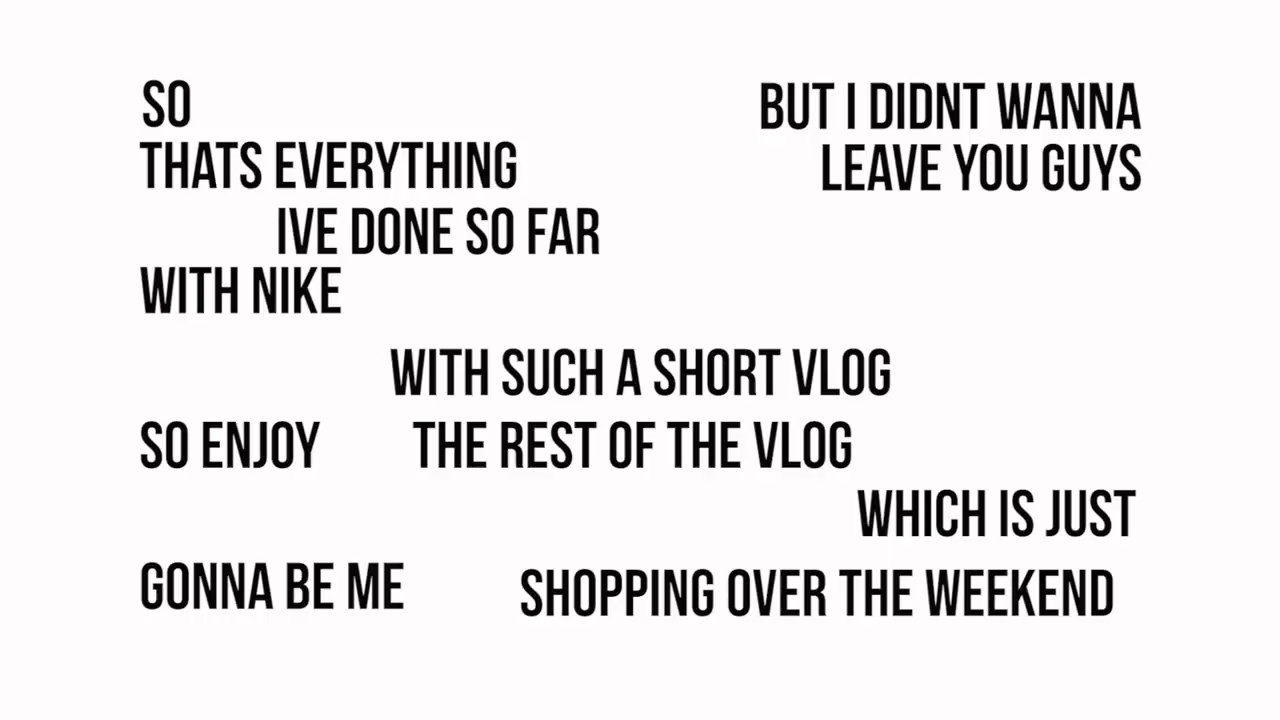 SO
THATS EVERYTHING
IVE DONE SO FAR
WITH NIKE
BUT I DIDNT WANNA
LEAVE YOU GUYS
WITH SUCH A SHORT VLOG
SO ENJOY THE REST OF THE VLOG
WHICH IS JUST
GONNA BE ME SHOPPING OVER THE WEEKEND